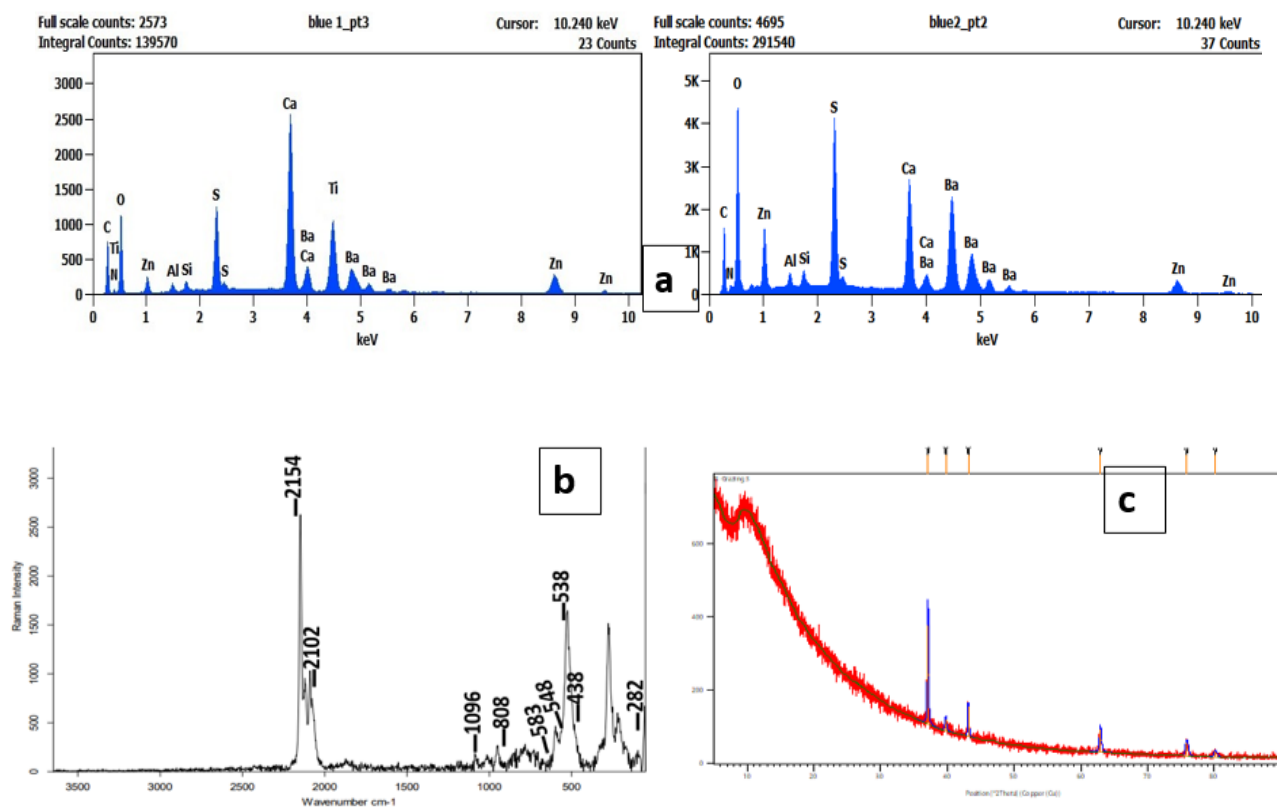 Full scale counts: 2573 blue 1_pt3 Cursor: 10.240 keV
Integral Counts: 139570 23 Counts
3000
2500
2000
1500
1000
500
0
C
Ti
N
O
Zn
Al
Si
S
S
Ca
Ba
Ca
Ti
Ba
Ba
Ba
Zn
Zn
0 1 2 3 4 5 6 7 8 9 10
keV
a
Full scale counts: 4695 blue2_pt2 Cursor: 10.240 keV
Integral Counts: 291540 37 Counts
5K
4K
3K
2K
1K
0
C
N
O
Zn
Al
Si
S
S
Ca
Ca
Ba
Ba
Ba
Ba
Ba
Zn
Zn
0 1 2 3 4 5 6 7 8 9 10
keV
b
Raman Intensity
3000
2500
2000
1500
1000
500
0
2154
2102
1096
808
583
548
538
438
282
3500 3000 2500 2000 1500 1000 500
Wavenumber cm-1
c
600
400
200
0
10 20 30 40 50 60 70 80
Position [°2Theta] (Copper (Cu))